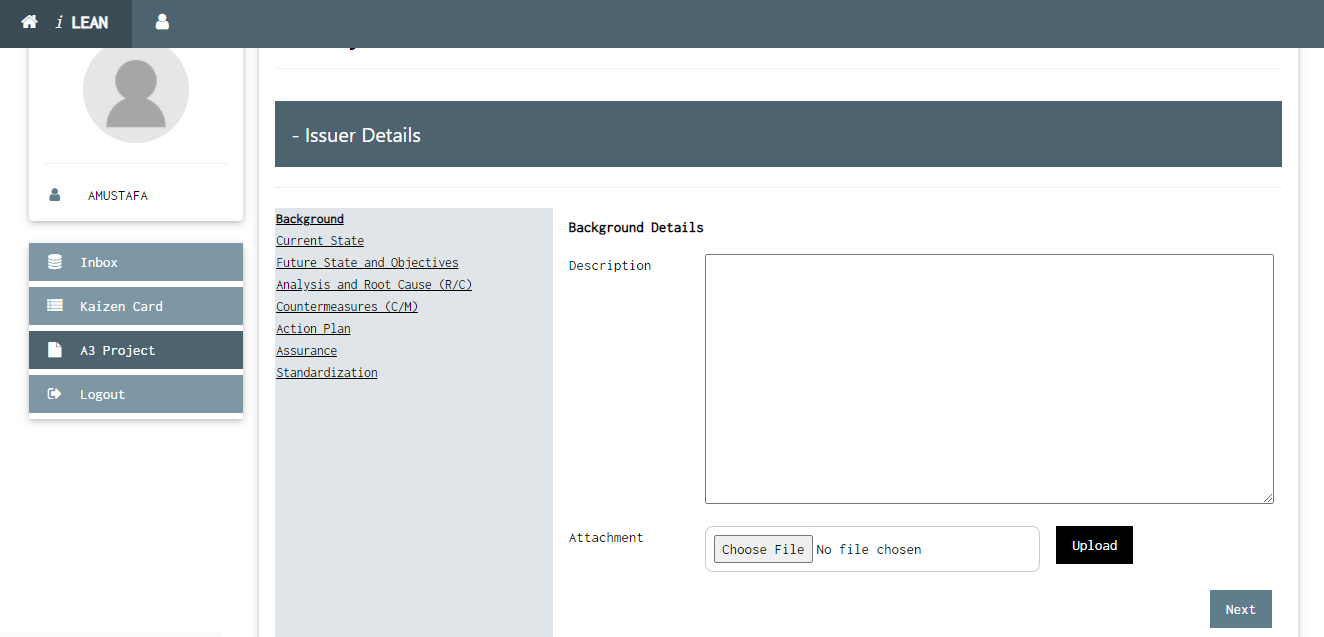 i LEAN
- Issuer Details
AMUSTAFA
Inbox
Kaizen Card
A3 Project
Logout
Background
Current State
Future State and Objectives
Analysis and Root Cause (R/C)
Countermeasures (C/M)
Action Plan
Assurance
Standardization
Background Details
Description
Attachment
Choose File No file chosen
Upload
Next